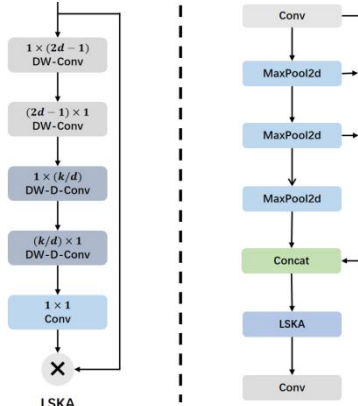 1 × (2d − 1)
DW-Conv
(2d − 1) × 1
DW-Conv
1 × (k/d)
DW-D-Conv
(k/d) × 1
DW-D-Conv
1 × 1
Conv
LSKA
Conv
MaxPool2d
MaxPool2d
MaxPool2d
Concat
LSKA
Conv